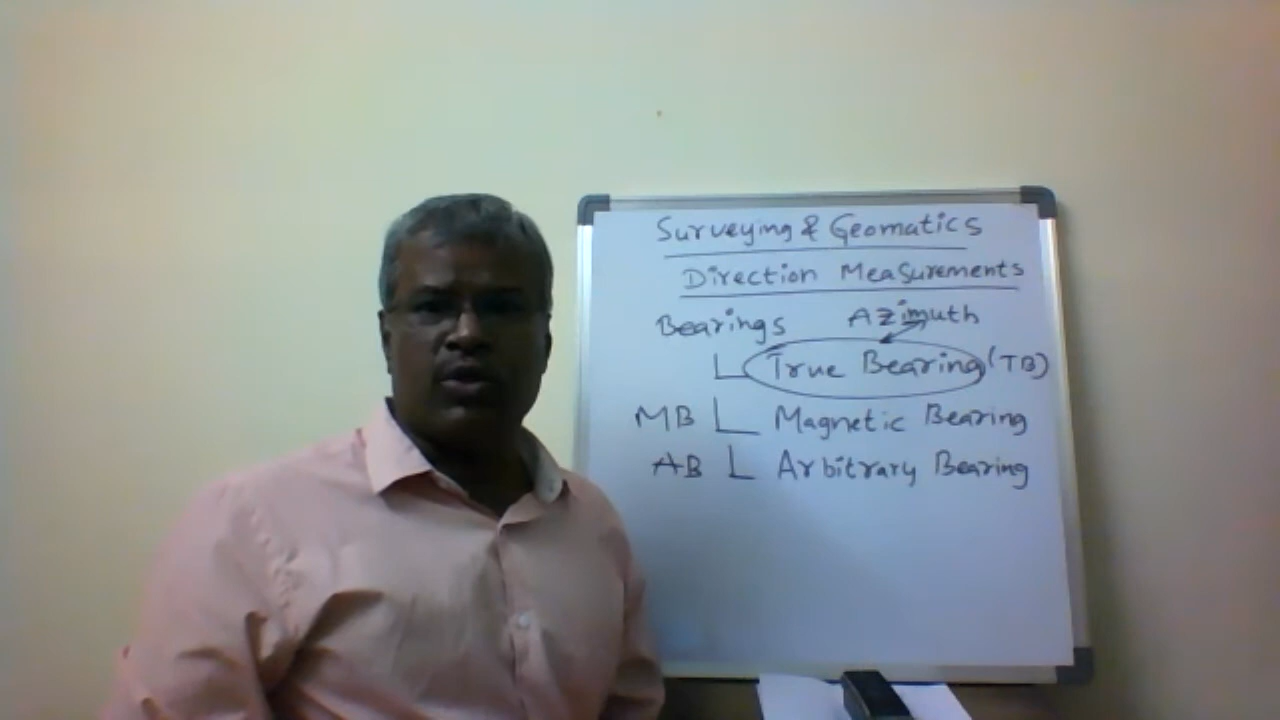 Surveying & Geomatics
Direction Measurements
Bearings Azimuth
True Bearing (TB)
MB Magnetic Bearing
AB Arbitrary Bearing